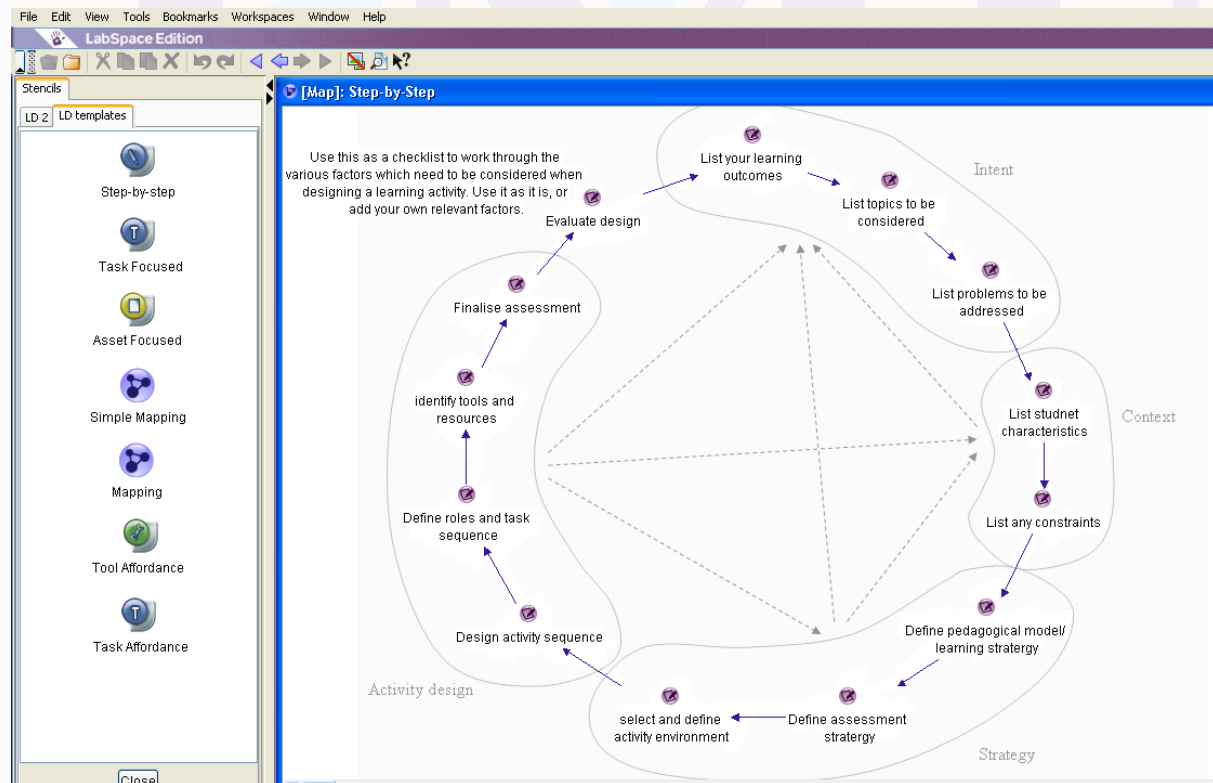 File Edit View Tools Bookmarks Workspaces Window Help
LabSpace Edition
Stencils
LD 2 LD templates
Step-by-step
Task Focused
Asset Focused
Simple Mapping
Mapping
Tool Affordance
Task Affordance
Close
[Map]: Step-by-Step
Use this as a checklist to work through the
various factors which need to be considered when
designing a learning activity. Use it as it is, or
add your own relevant factors.
List your learning
outcomes
Intent
List topics to be
considered
List problems to be
addressed
List studnet
characteristics
Context
List any constraints
Define pedagogical model/
learning stratergy
Define assessment
stratergy
Strategy
select and define
activity environment
Design activity sequence
Activity design
Define roles and task
sequence
identify tools and
resources
Finalise assessment
Evaluate design